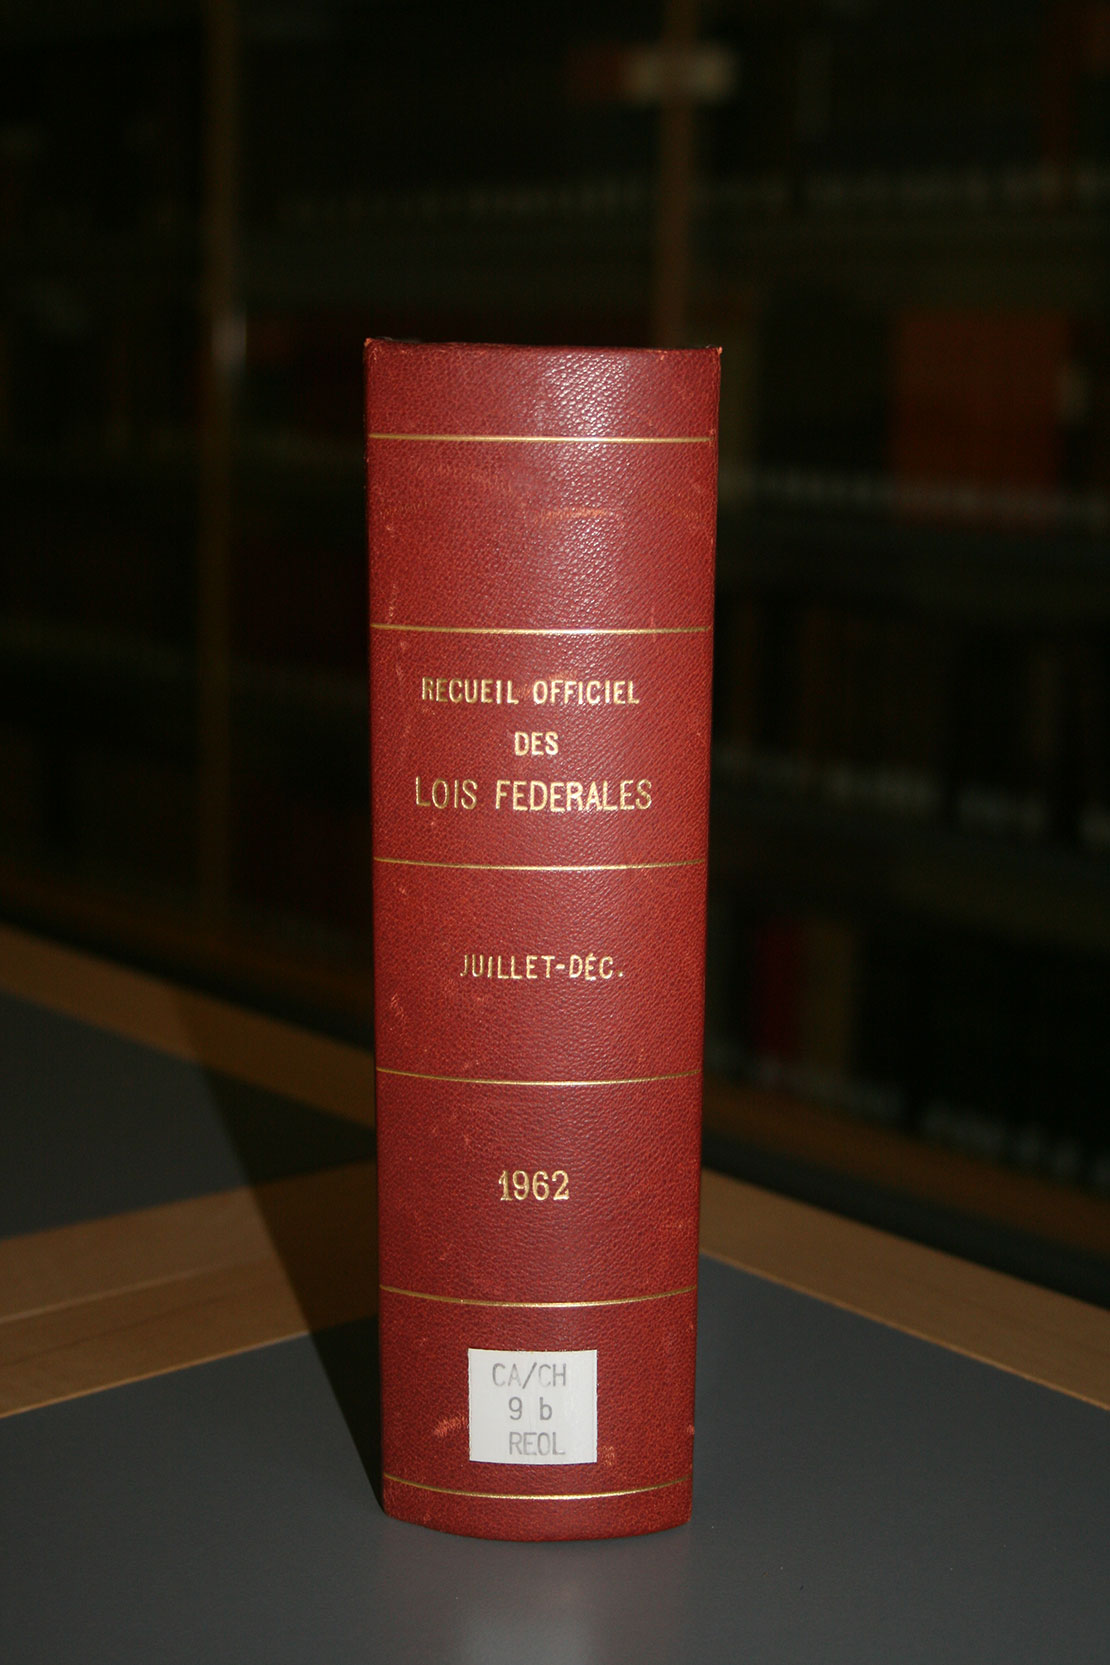 RECUEIL OFFICIEL
DES
LOIS FEDERALES
JUILLET-DÉC.
1962
CA/CH
9 b
REOL